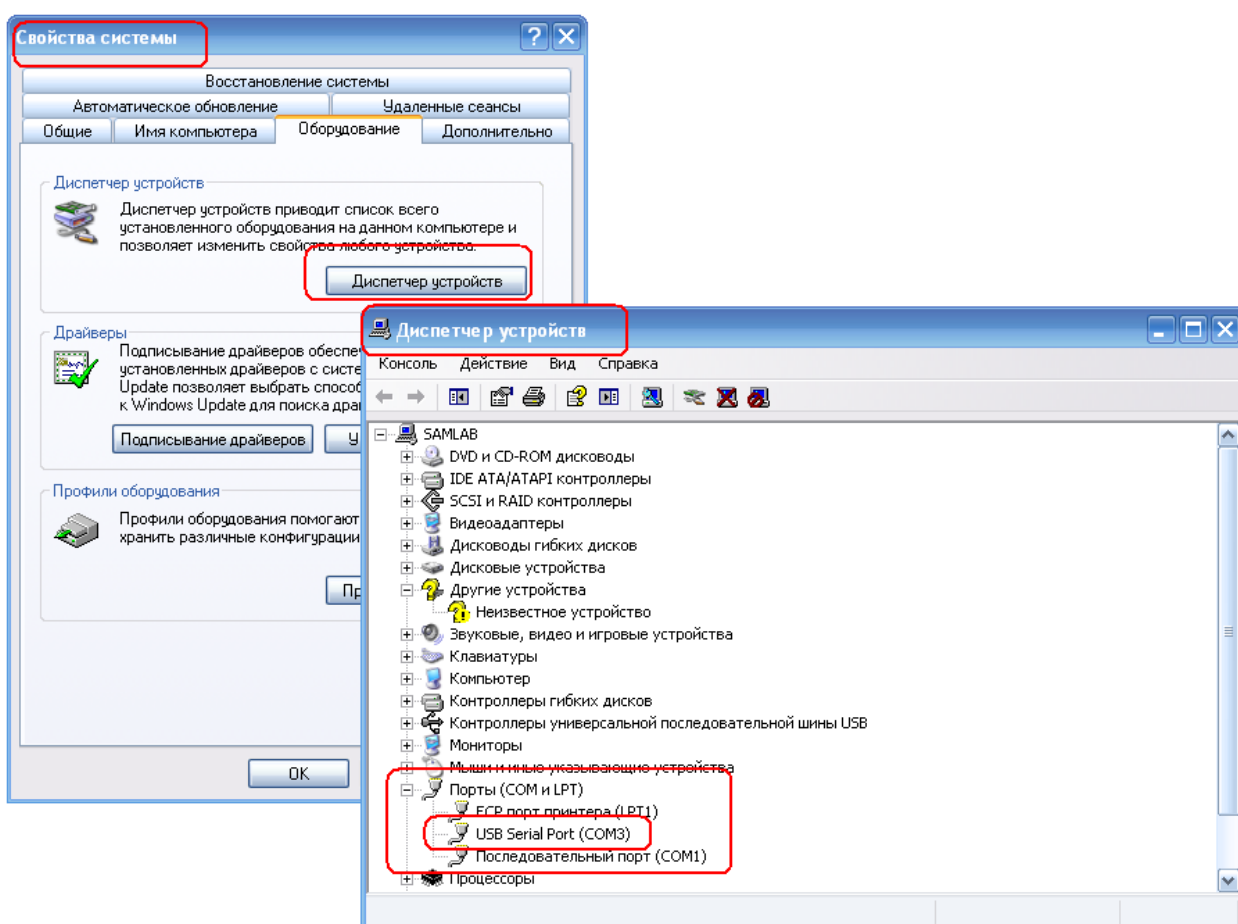 Свойства системы
Восстановление системы
Автоматическое обновление
Удаленные сеансы
Общие
Имя компьютера
Оборудование
Дополнительно
Диспетчер устройств
Диспетчер устройств приводит список всего
установленного оборудования на данном компьютере и
позволяет изменить свойства любого устройства.
Диспетчер устройств
Драйверы
Подписывание драйверов обеспе
установленных драйверов с систе
Update позволяет выбрать способ
к Windows Update для поиска дра
Подписывание драйверов
У
Профили оборудования
Профили оборудования помогают
хранить различные конфигурации
Пр
OK
Диспетчер устройств
Консоль Действие Вид Справка
SAMLAB
DVD и CD-ROM дисководы
IDE ATA/ATAPI контроллеры
SCSI и RAID контроллеры
Видеоадаптеры
Дисководы гибких дисков
Дисковые устройства
Другие устройства
Неизвестное устройство
Звуковые, видео и игровые устройства
Клавиатуры
Компьютер
Контроллеры гибких дисков
Контроллеры универсальной последовательной шины USB
Мониторы
Мыши и иные указывающие устройства
Порты (COM и LPT)
ECP порт принтера (LPT1)
USB Serial Port (COM3)
Последовательный порт (COM1)
Процессоры